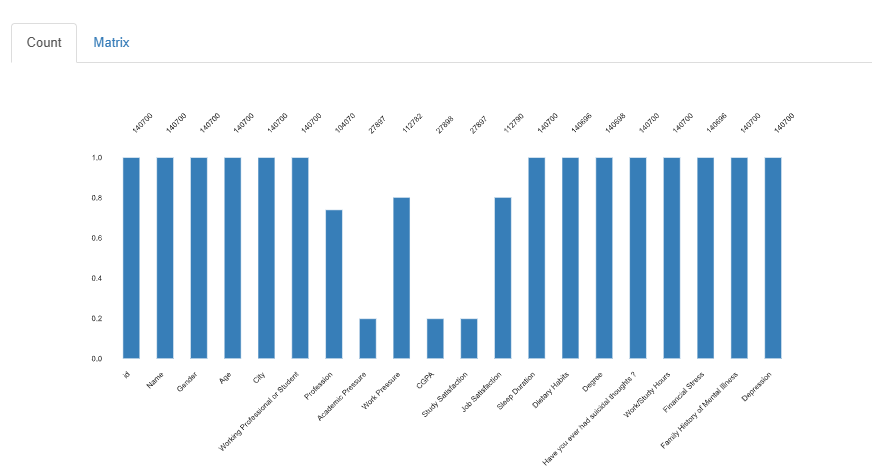 Count
Matrix
140700
140700
140700
140700
140700
140700
104070
27897
112782
27898
27897
112790
140700
140696
140698
140700
140700
140696
140700
140700
1.0
0.8
0.6
0.4
0.2
0.0
id
Name
Gender
Age
City
Working Professional or Student
Profession
Academic Pressure
Work Pressure
CGPA
Study Satisfaction
Job Satisfaction
Sleep Duration
Dietary Habits
Degree
Have you ever had suicidal thoughts ?
Work/Study Hours
Financial Stress
Family History of Mental Illness
Depression